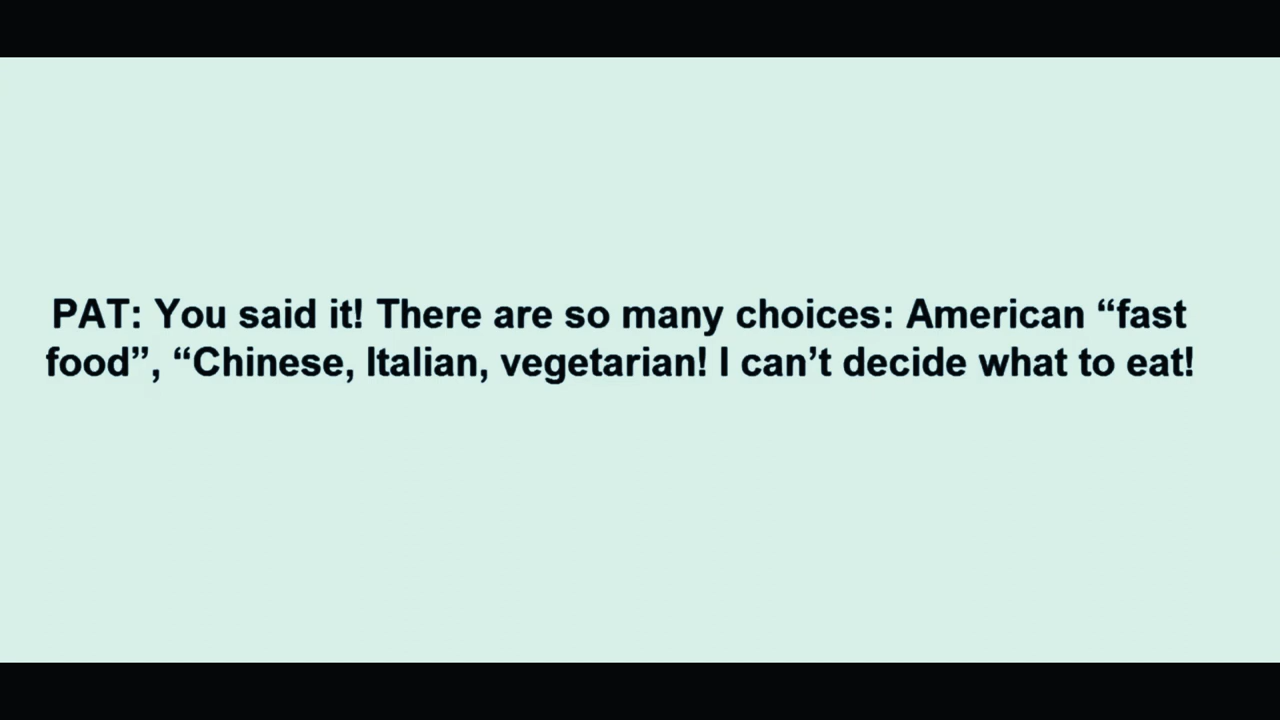 PAT: You said it! There are so many choices: American “fast
food”, “Chinese, Italian, vegetarian! I can’t decide what to eat!